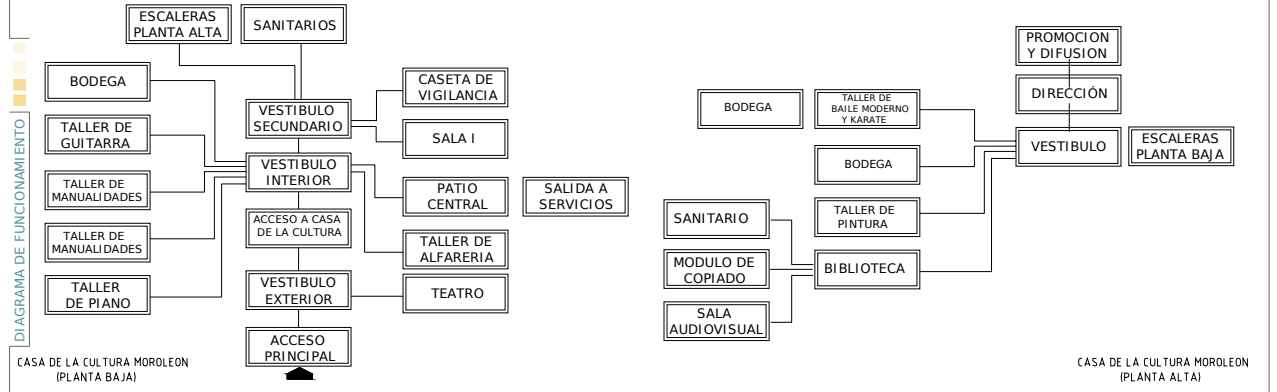 DIAGRAMA DE FUNCIONAMIENTO
ESCALERAS
PLANTA ALTA
SANITARIOS
BODEGA
CASETA DE
VIGILANCIA
VESTIBULO
SECUNDARIO
TALLER DE
GUITARRA
SALA I
VESTIBULO
INTERIOR
TALLER DE
MANUALIDADES
PATIO
CENTRAL
SALIDA A
SERVICIOS
ACCESO A CASA
DE LA CULTURA
TALLER DE
MANUALIDADES
TALLER DE
ALFARERIA
VESTIBULO
EXTERIOR
TALLER
DE PIANO
TEATRO
ACCESO
PRINCIPAL
CASA DE LA CULTURA MOROLEON
(PLANTA BAJA)
PROMOCION
Y DIFUSION
DIRECCIÓN
BODEGA
TALLER DE
BAILE MODERNO
Y KARATE
VESTIBULO
ESCALERAS
PLANTA BAJA
BODEGA
SANITARIO
TALLER DE
PINTURA
MODULO DE
COPIADO
BIBLIOTECA
SALA
AUDIOVISUAL
CASA DE LA CULTURA MOROLEON
(PLANTA ALTA)